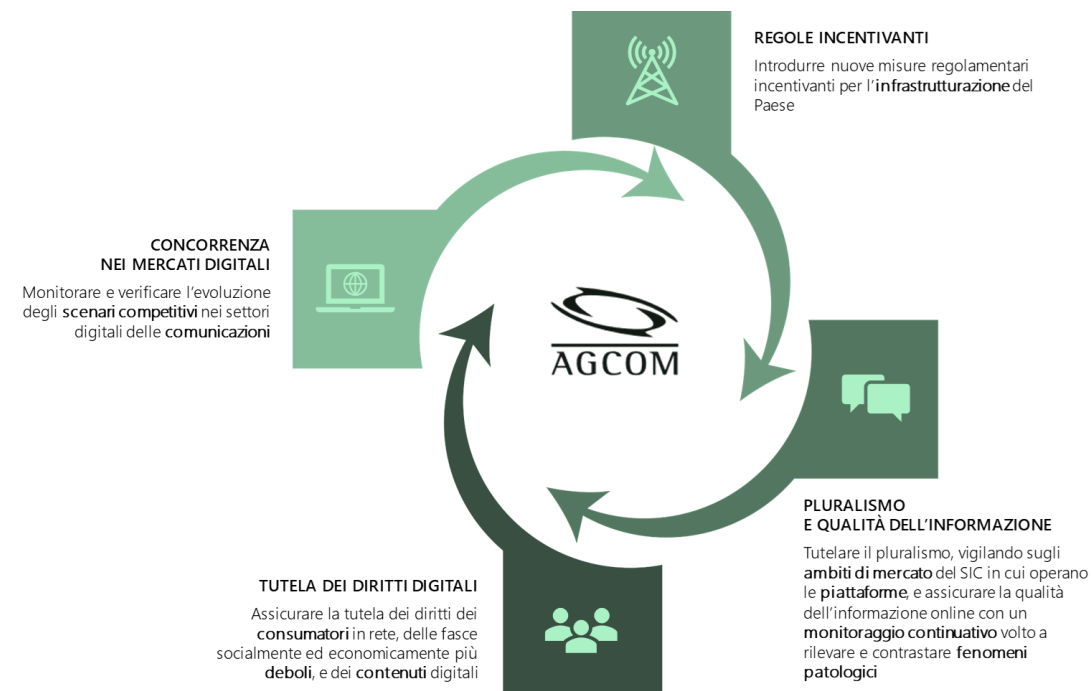 REGOLE INCENTIVANTI
Introdurre nuove misure regolamentari
incentivanti per l'infrastrutturazione del
Paese
CONCORRENZA
NEI MERCATI DIGITALI
Monitorare e verificare l'evoluzione
degli scenari competitivi nei settori
digitali delle comunicazioni
AGCOM
PLURALISMO
E QUALITÀ DELL'INFORMAZIONE
Tutelare il pluralismo, vigilando sugli
ambiti di mercato del SIC in cui operano
le piattaforme, e assicurare la qualità
dell'informazione online con un
monitoraggio continuativo volto a
rilevare e contrastare fenomeni
patologici
TUTELA DEI DIRITTI DIGITALI
Assicurare la tutela dei diritti dei
consumatori in rete, delle fasce
socialmente ed economicamente più
deboli, e dei contenuti digitali